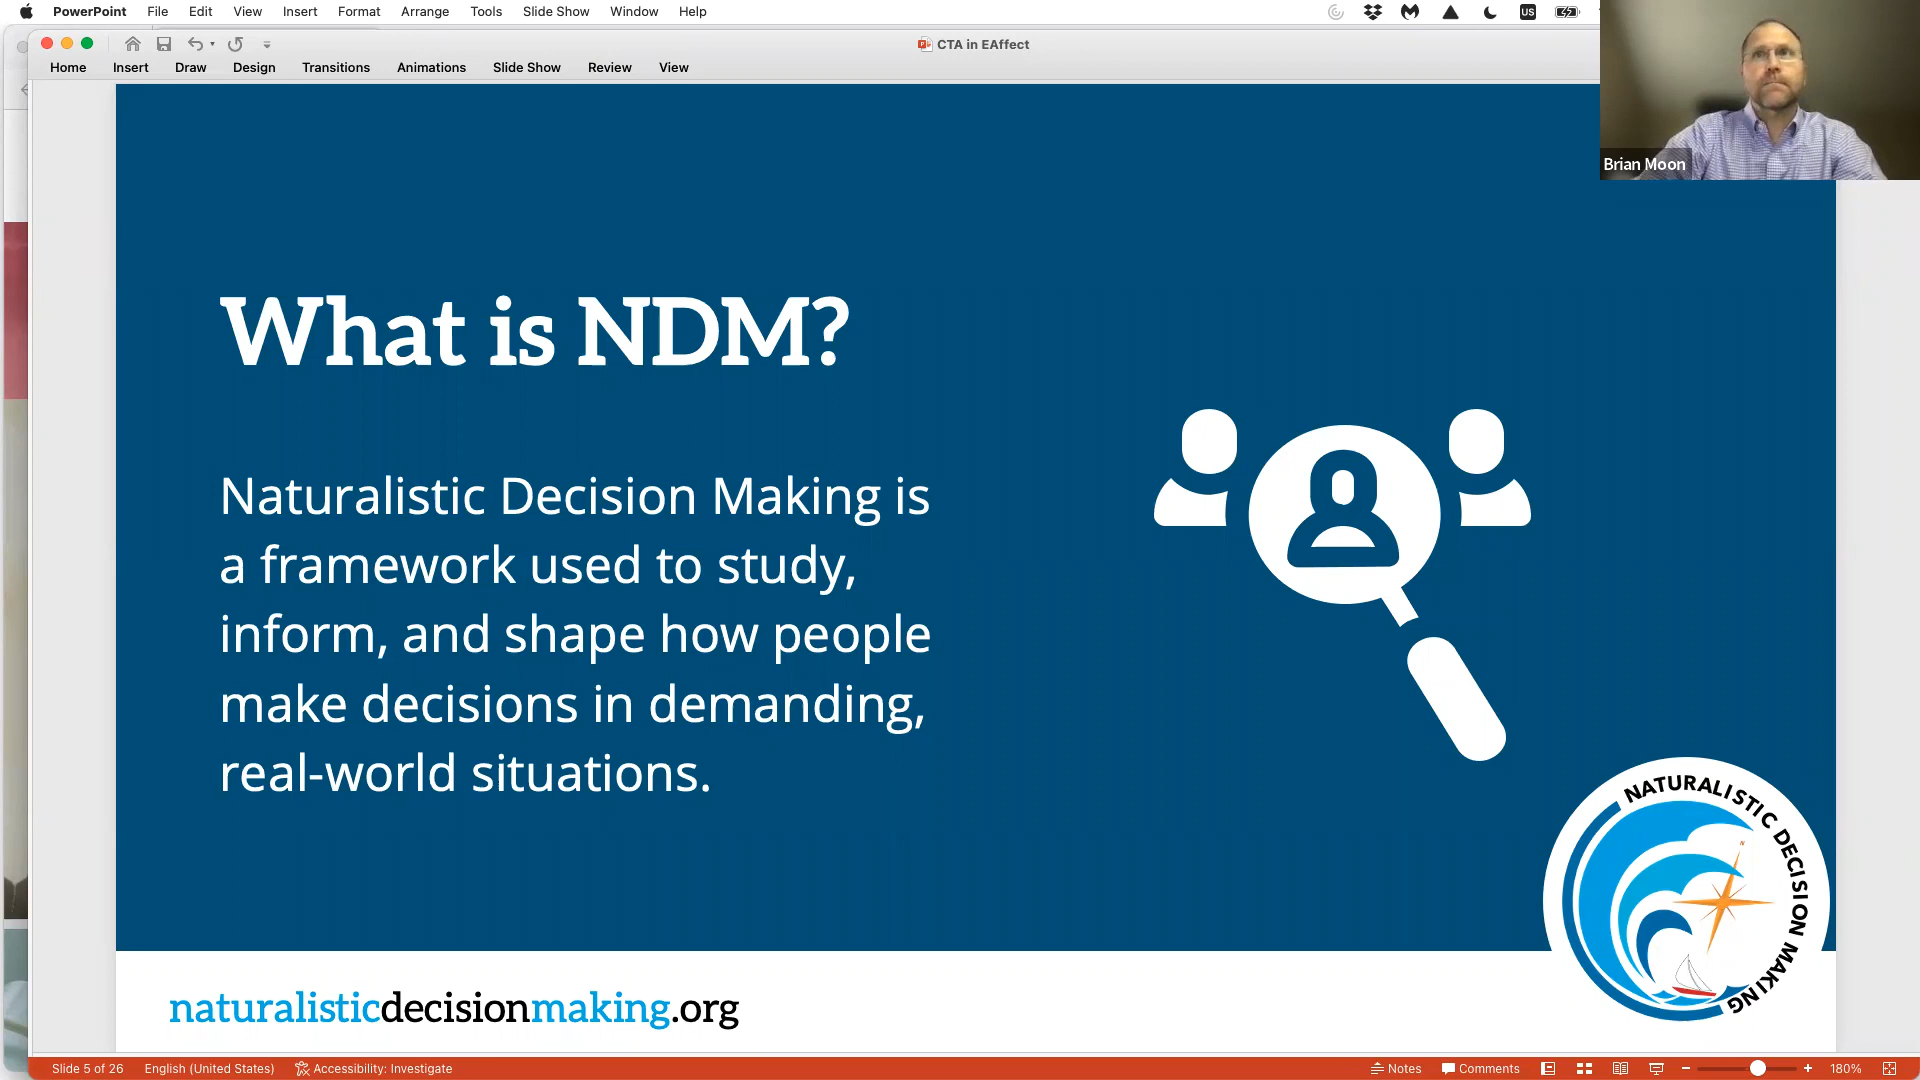 PowerPoint File Edit View Insert Format Arrange Tools Slide Show Window Help US
CTA in EAffect
Home Insert Draw Design Transitions Animations Slide Show Review View
Brian Moon
What is NDM?
Naturalistic Decision Making is
a framework used to study,
inform, and shape how people
make decisions in demanding,
real-world situations.
N
NATURALISTIC DECISION MAKING
naturalisticdecisionmaking.org
Slide 5 of 26 English (United States) Accessibility: Investigate Notes Comments 180%